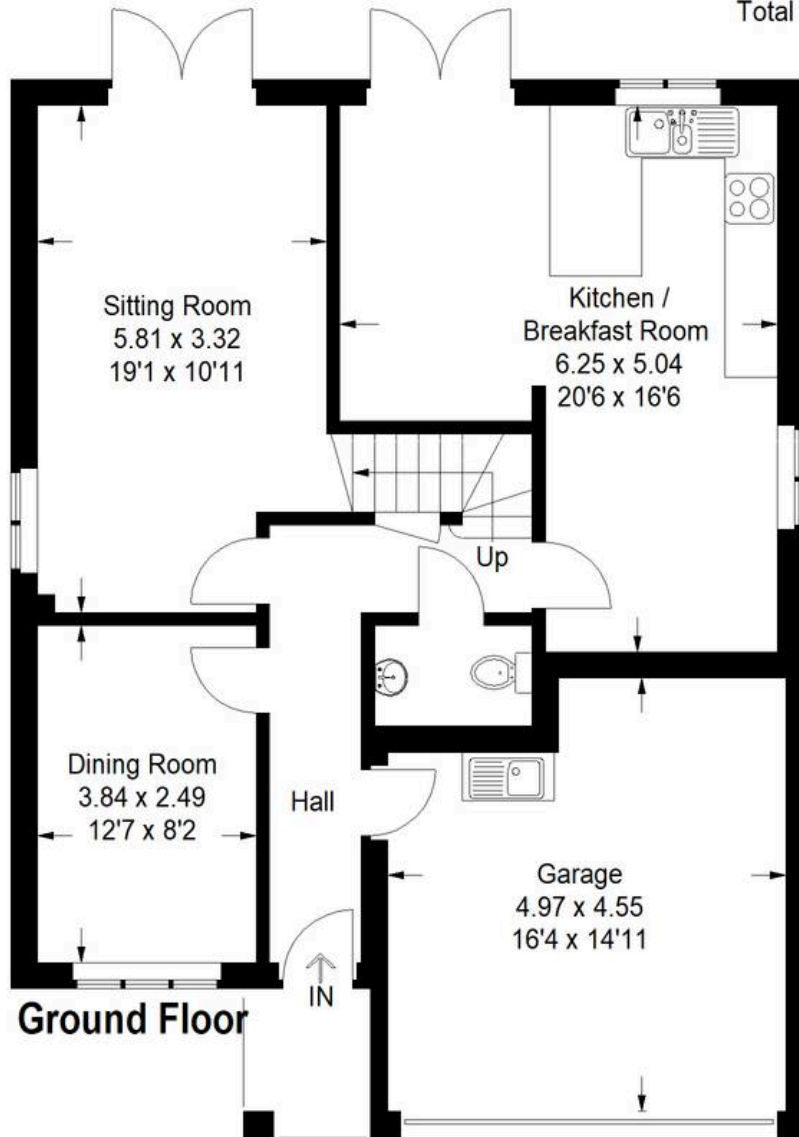 Total
Sitting Room
5.81 x 3.32
19'1 x 10'11
Kitchen /
Breakfast Room
6.25 x 5.04
20'6 x 16'6
Up
Dining Room
3.84 x 2.49
12'7 x 8'2
Hall
Garage
4.97 x 4.55
16'4 x 14'11
IN
Ground Floor